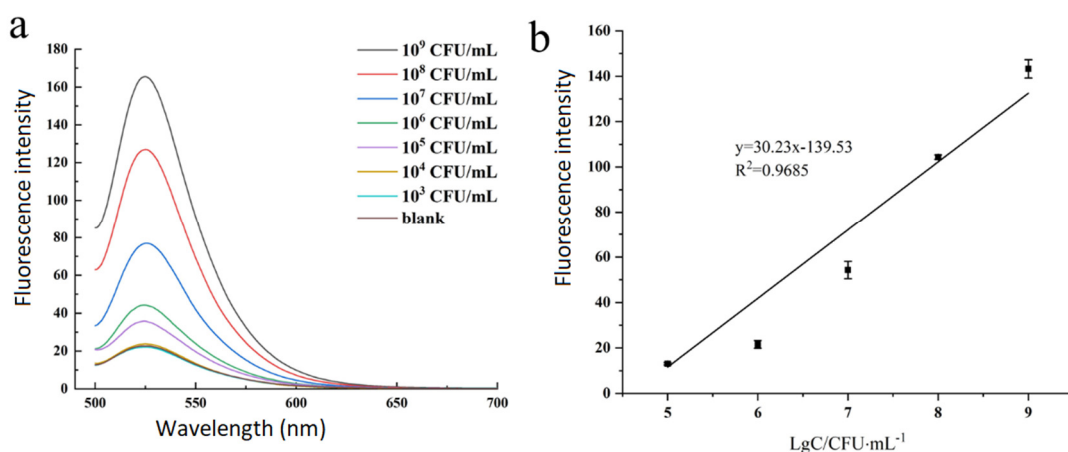 a
180
160
140
120
100
80
60
40
20
0
Fluorescence intensity
500
550
600
650
700
Wavelength (nm)
10⁹ CFU/mL
10⁸ CFU/mL
10⁷ CFU/mL
10⁶ CFU/mL
10⁵ CFU/mL
10⁴ CFU/mL
10³ CFU/mL
blank
b
160
140
120
100
80
60
40
20
0
Fluorescence intensity
y=30.23x-139.53
R²=0.9685
5
6
7
8
9
LgC/CFU·mL⁻¹